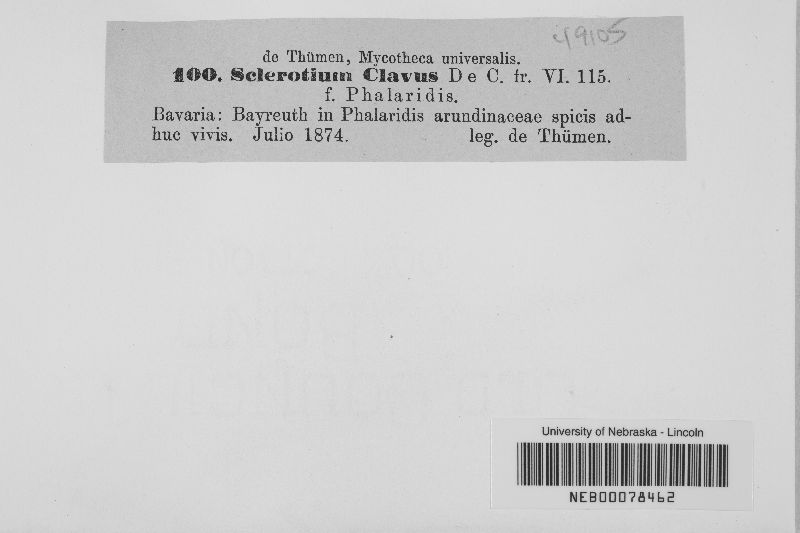 49105
de Thümen, Mycotheca universalis.
100. Sclerotium Clavus De C. fr. VI. 115.
f. Phalaridis.
Bavaria: Bayreuth in Phalaridis arundinaceae spicis ad-
huc vivis. Julio 1874. leg. de Thümen.
University of Nebraska - Lincoln
NEB00078462